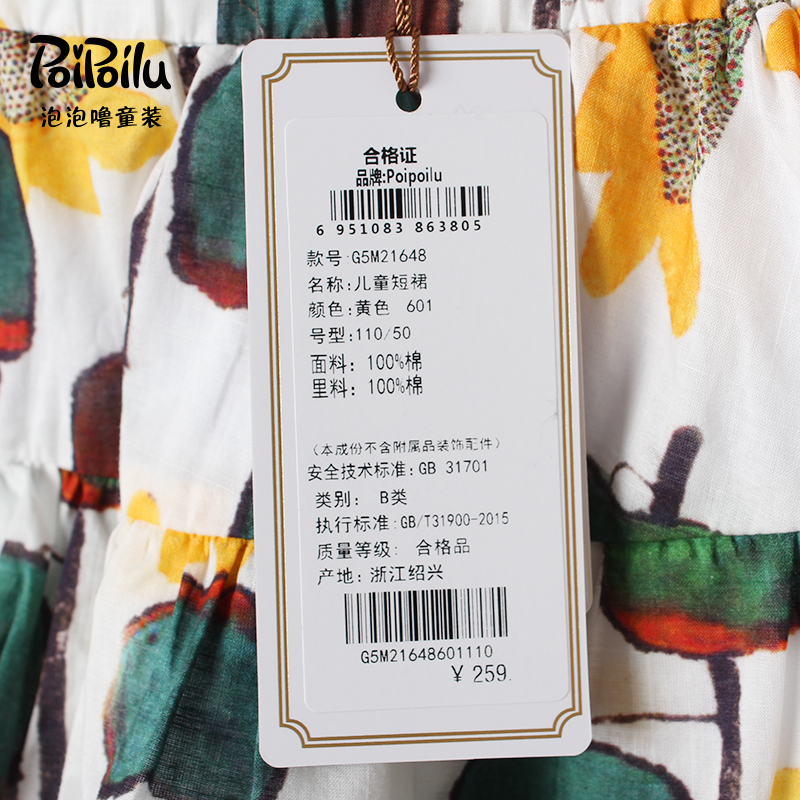 PoiPoilu
泡泡噜童装
合格证
品牌:Poipoilu
6 951083 863805
款号:G5M21648
名称:儿童短裙
颜色:黄色 601
号型:110/50
面料: 100%棉
里料: 100%棉
(本成份不含附属品装饰配件)
安全技术标准:GB 31701
类别: B类
执行标准:GB/T31900-2015
质量等级: 合格品
产地: 浙江绍兴
G5M21648601110
¥ 259.